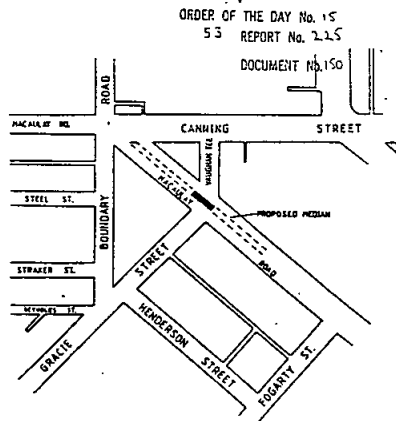 ORDER OF THE DAY No. 15
53 REPORT No. 225
DOCUMENT No. 150
ROAD
MACAULAY RD.
CANNING STREET
VAUGHAN TCE
MACAULAY
STEEL ST.
PROPOSED MEDIAN
BOUNDARY
STREET
ROAD
STRAKER ST.
HENDERSON
STREET
GRACIE
FOGARTY ST.